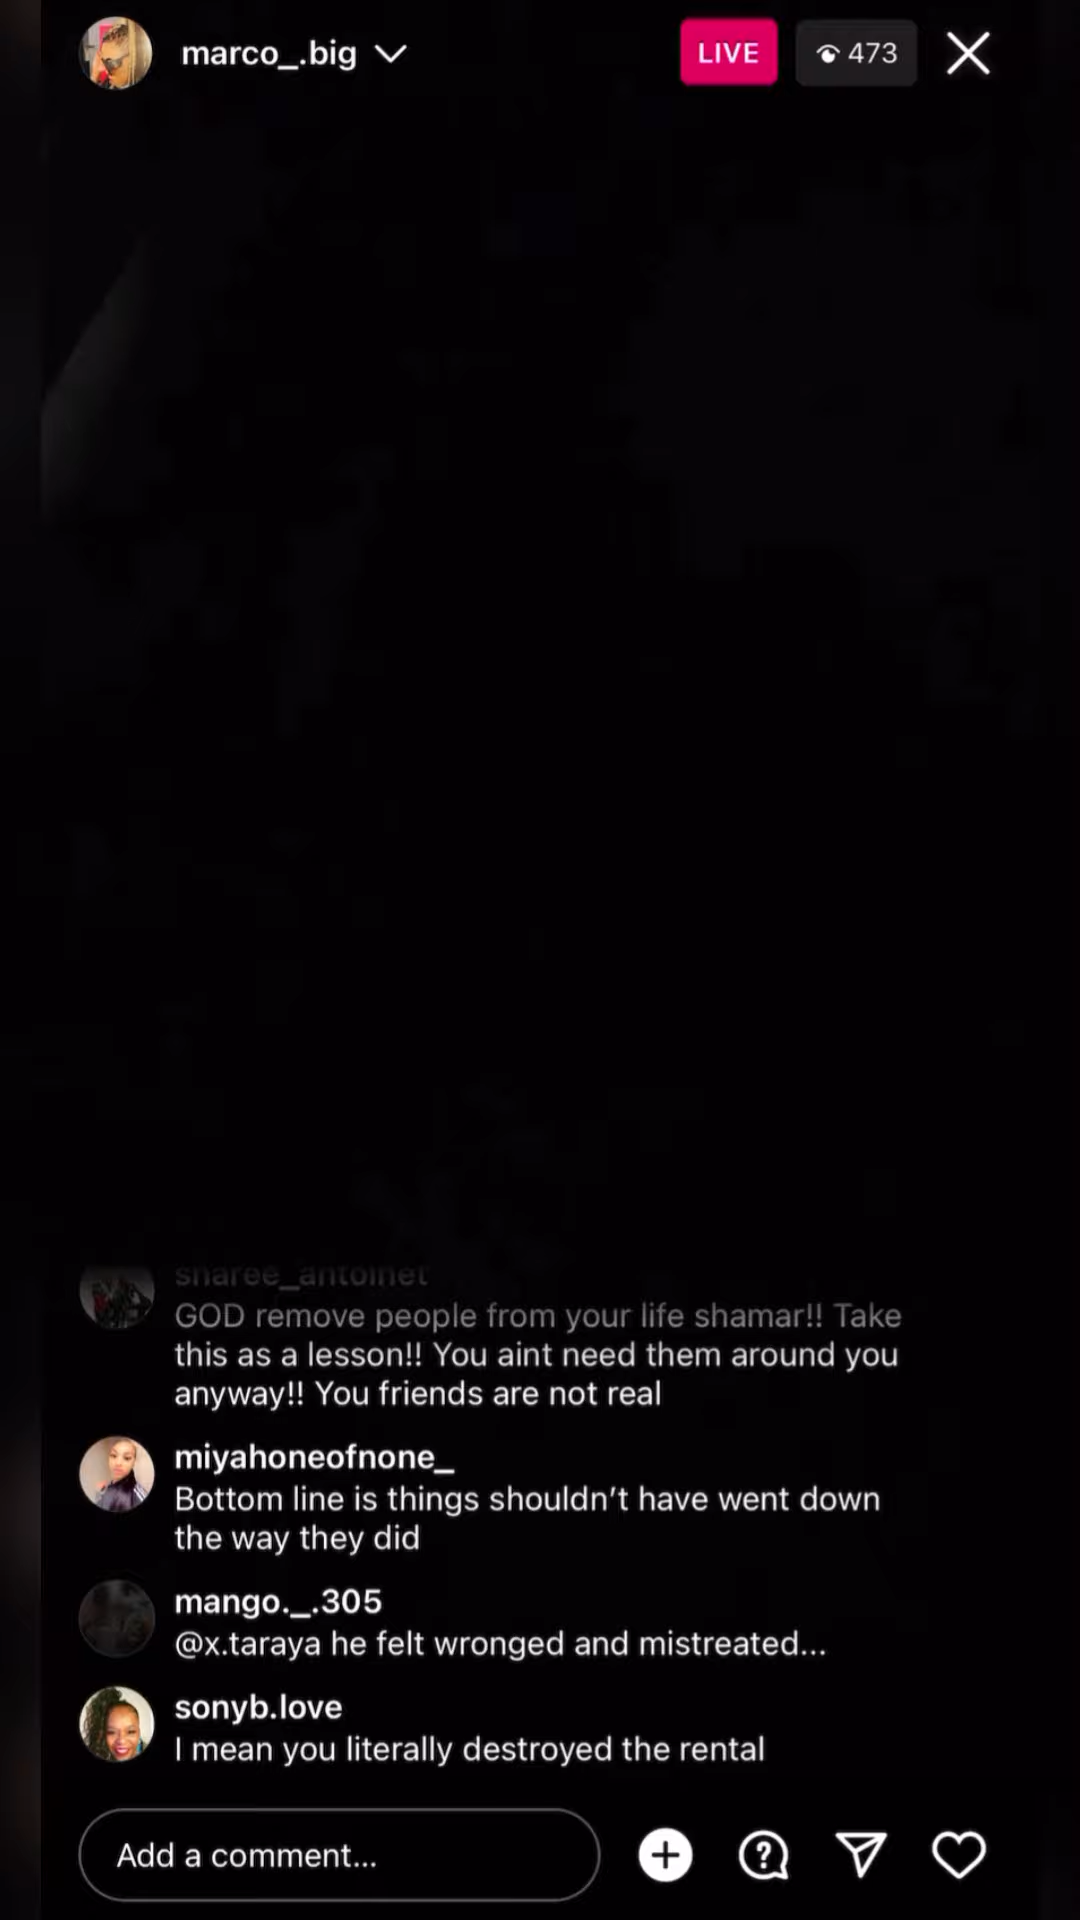 marco_.big
LIVE
473
sharee_antoinet
GOD remove people from your life shamar!! Take
this as a lesson!! You aint need them around you
anyway!! You friends are not real
miyahoneofnone_
Bottom line is things shouldn’t have went down
the way they did
mango._.305
@x.taraya he felt wronged and mistreated...
sonyb.love
I mean you literally destroyed the rental
Add a comment...